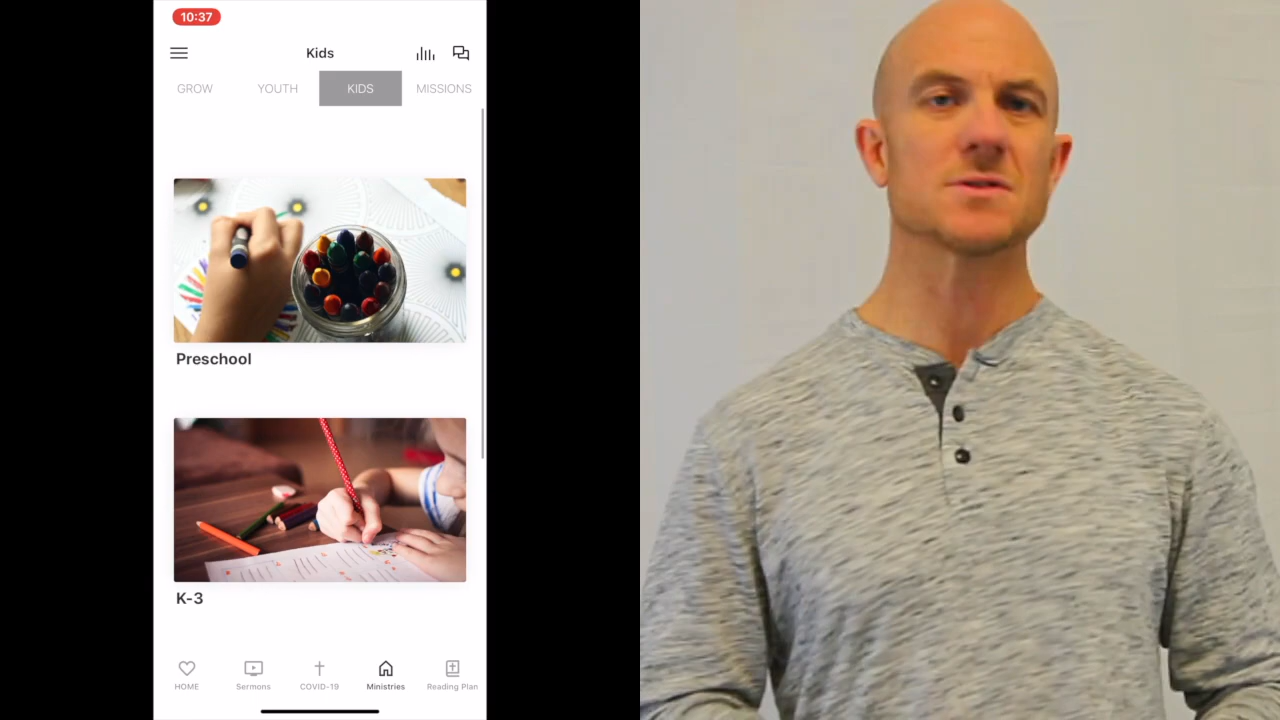 10:37
Kids
GROW YOUTH KIDS MISSIONS
Preschool
K-3
HOME Sermons COVID-19 Ministries Reading Plan